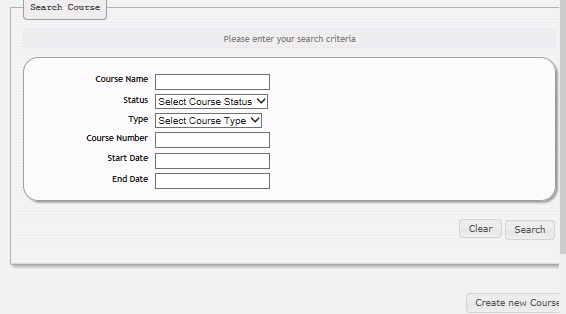 Search Course
Please enter your search criteria
Course Name
Status Select Course Status
Type Select Course Type
Course Number
Start Date
End Date
Clear Search
Create new Course